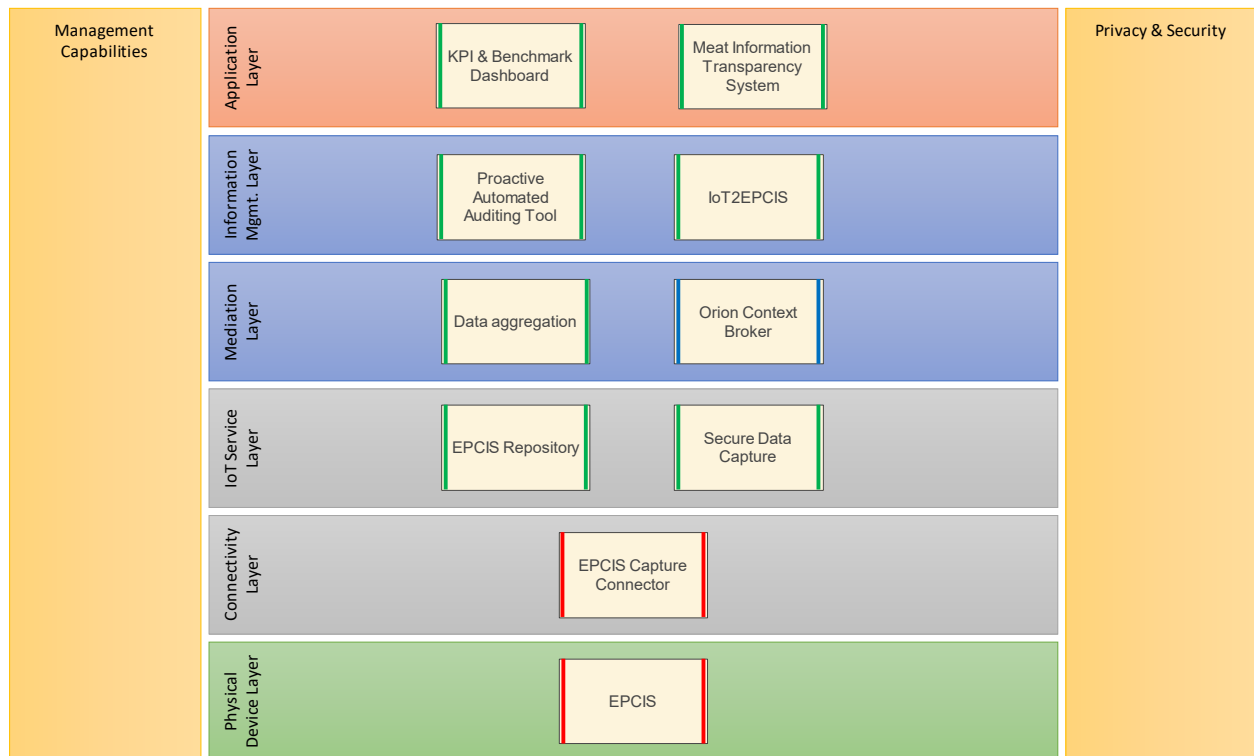 Management
Capabilities
Application
Layer
KPI & Benchmark
Dashboard
Meat Information
Transparency
System
Privacy & Security
Information
Mgmt. Layer
Proactive
Automated
Auditing Tool
IoT2EPCIS
Mediation
Layer
Data aggregation
Orion Context
Broker
IoT Service
Layer
EPCIS Repository
Secure Data
Capture
Connectivity
Layer
EPCIS Capture
Connector
Physical
Device Layer
EPCIS